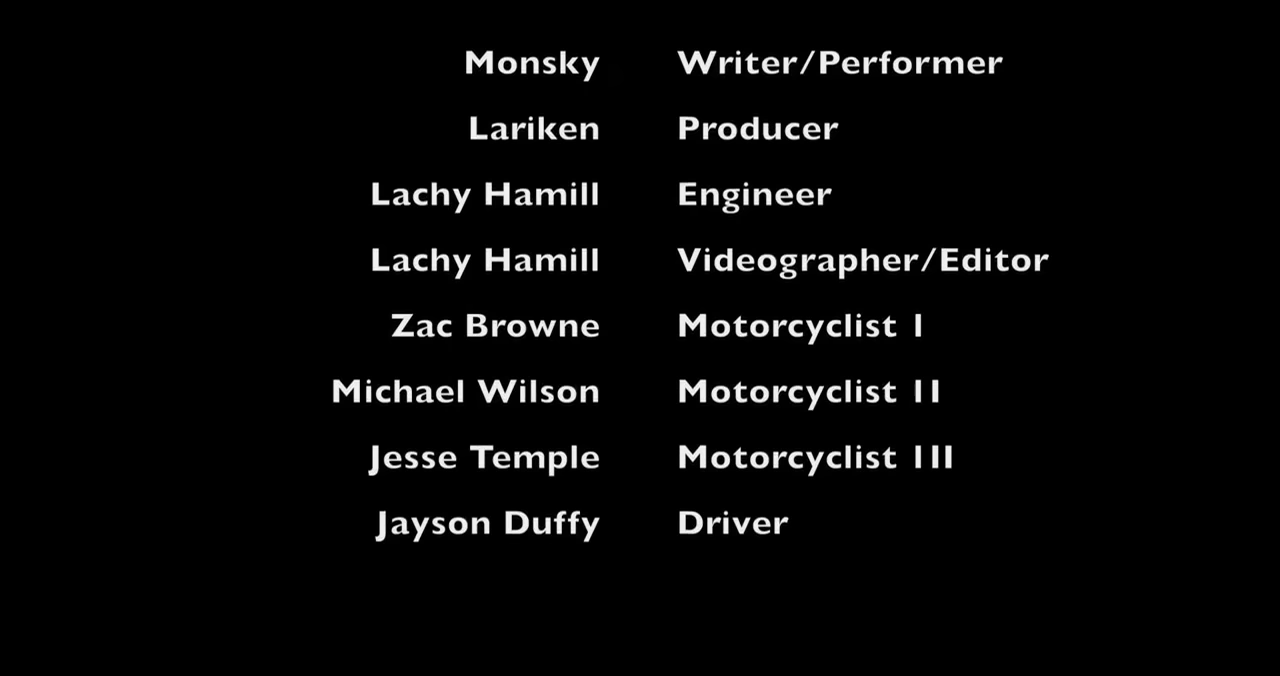 Monsky Writer/Performer
Lariken Producer
Lachy Hamill Engineer
Lachy Hamill Videographer/Editor
Zac Browne Motorcyclist I
Michael Wilson Motorcyclist II
Jesse Temple Motorcyclist III
Jayson Duffy Driver